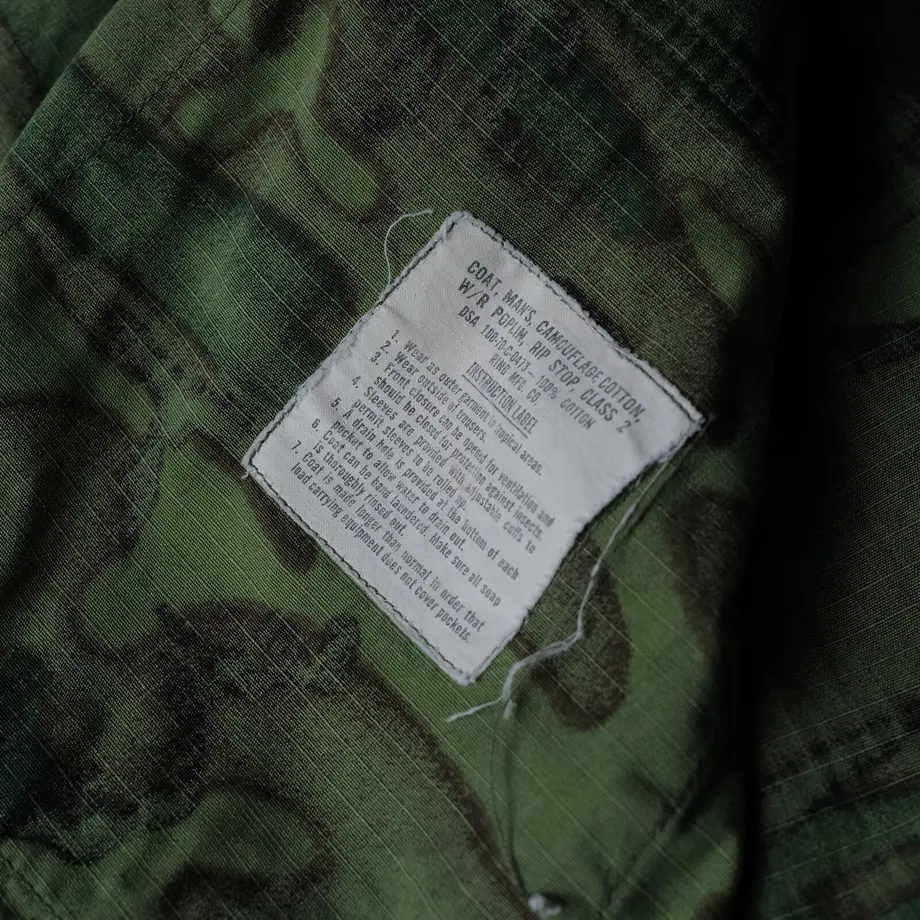 COAT, MAN'S, CAMOUFLAGE COTTON,
W/R POPLIN, RIP STOP CLASS 2
DSA 100-70-C-0473 — 100% COTTON
RING MFG. CO
INSTRUCTION LABEL
1. Wear as outer garment in tropical areas.
2. Wear outside of trousers.
3. Front closure can be opend for ventilation and
should be closed for protection against insects.
4. Sleeves are provided with adjustable cuffs to
permit sleeves to be rolled up.
5. A drain hole is provided at the bottom of each
pocket to allow water to drain out.
6. Coat can be hand laundered. Make sure all soap
is thoroughly rinsed out.
7. Coat is made longer than normal in order that
load carrying equipment does not cover pockets.